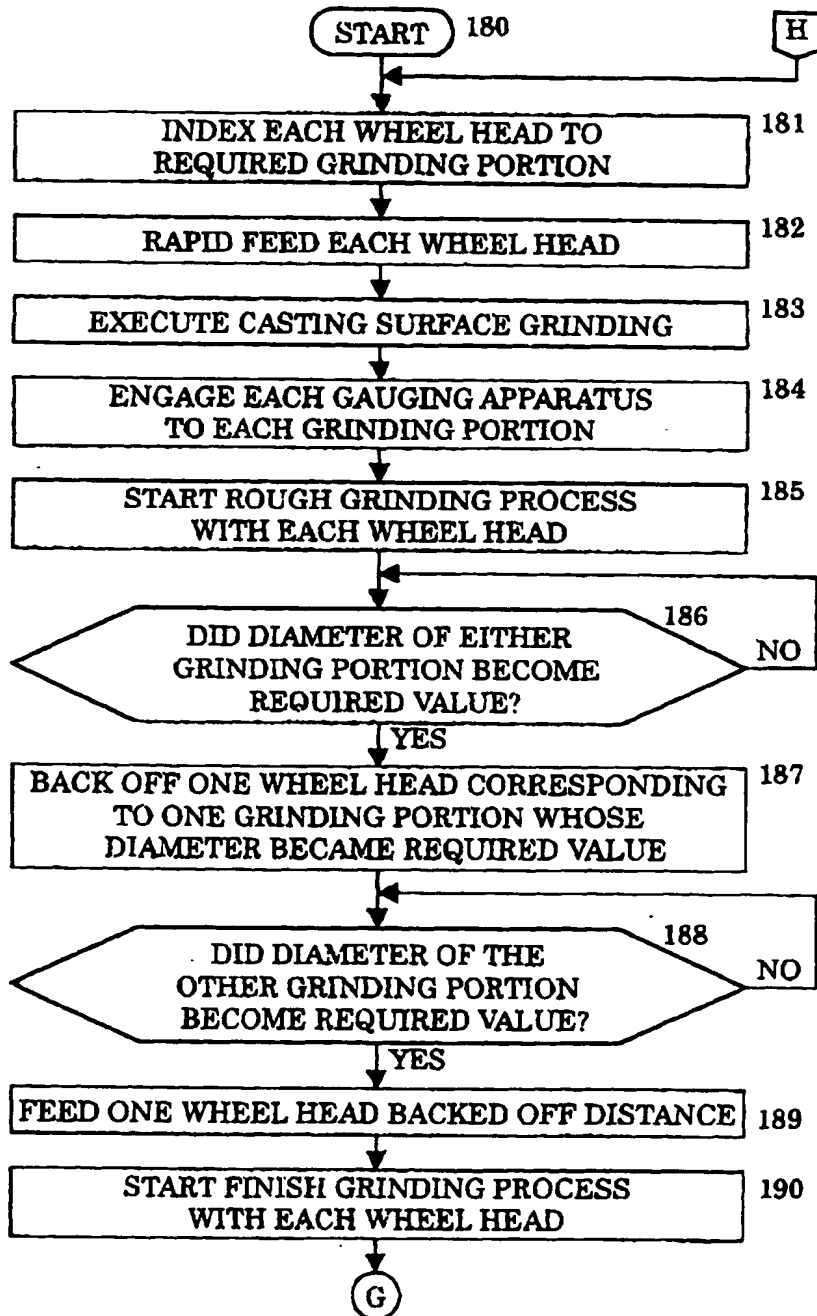 START 180
H
INDEX EACH WHEEL HEAD TO
REQUIRED GRINDING PORTION
181
RAPID FEED EACH WHEEL HEAD
182
EXECUTE CASTING SURFACE GRINDING
183
ENGAGE EACH GAUGING APPARATUS
TO EACH GRINDING PORTION
184
START ROUGH GRINDING PROCESS
WITH EACH WHEEL HEAD
185
186
DID DIAMETER OF EITHER
GRINDING PORTION BECOME
REQUIRED VALUE?
NO
YES
BACK OFF ONE WHEEL HEAD CORRESPONDING
TO ONE GRINDING PORTION WHOSE
DIAMETER BECAME REQUIRED VALUE
187
188
DID DIAMETER OF THE
OTHER GRINDING PORTION
BECOME REQUIRED VALUE?
NO
YES
FEED ONE WHEEL HEAD BACKED OFF DISTANCE
189
START FINISH GRINDING PROCESS
WITH EACH WHEEL HEAD
190
G